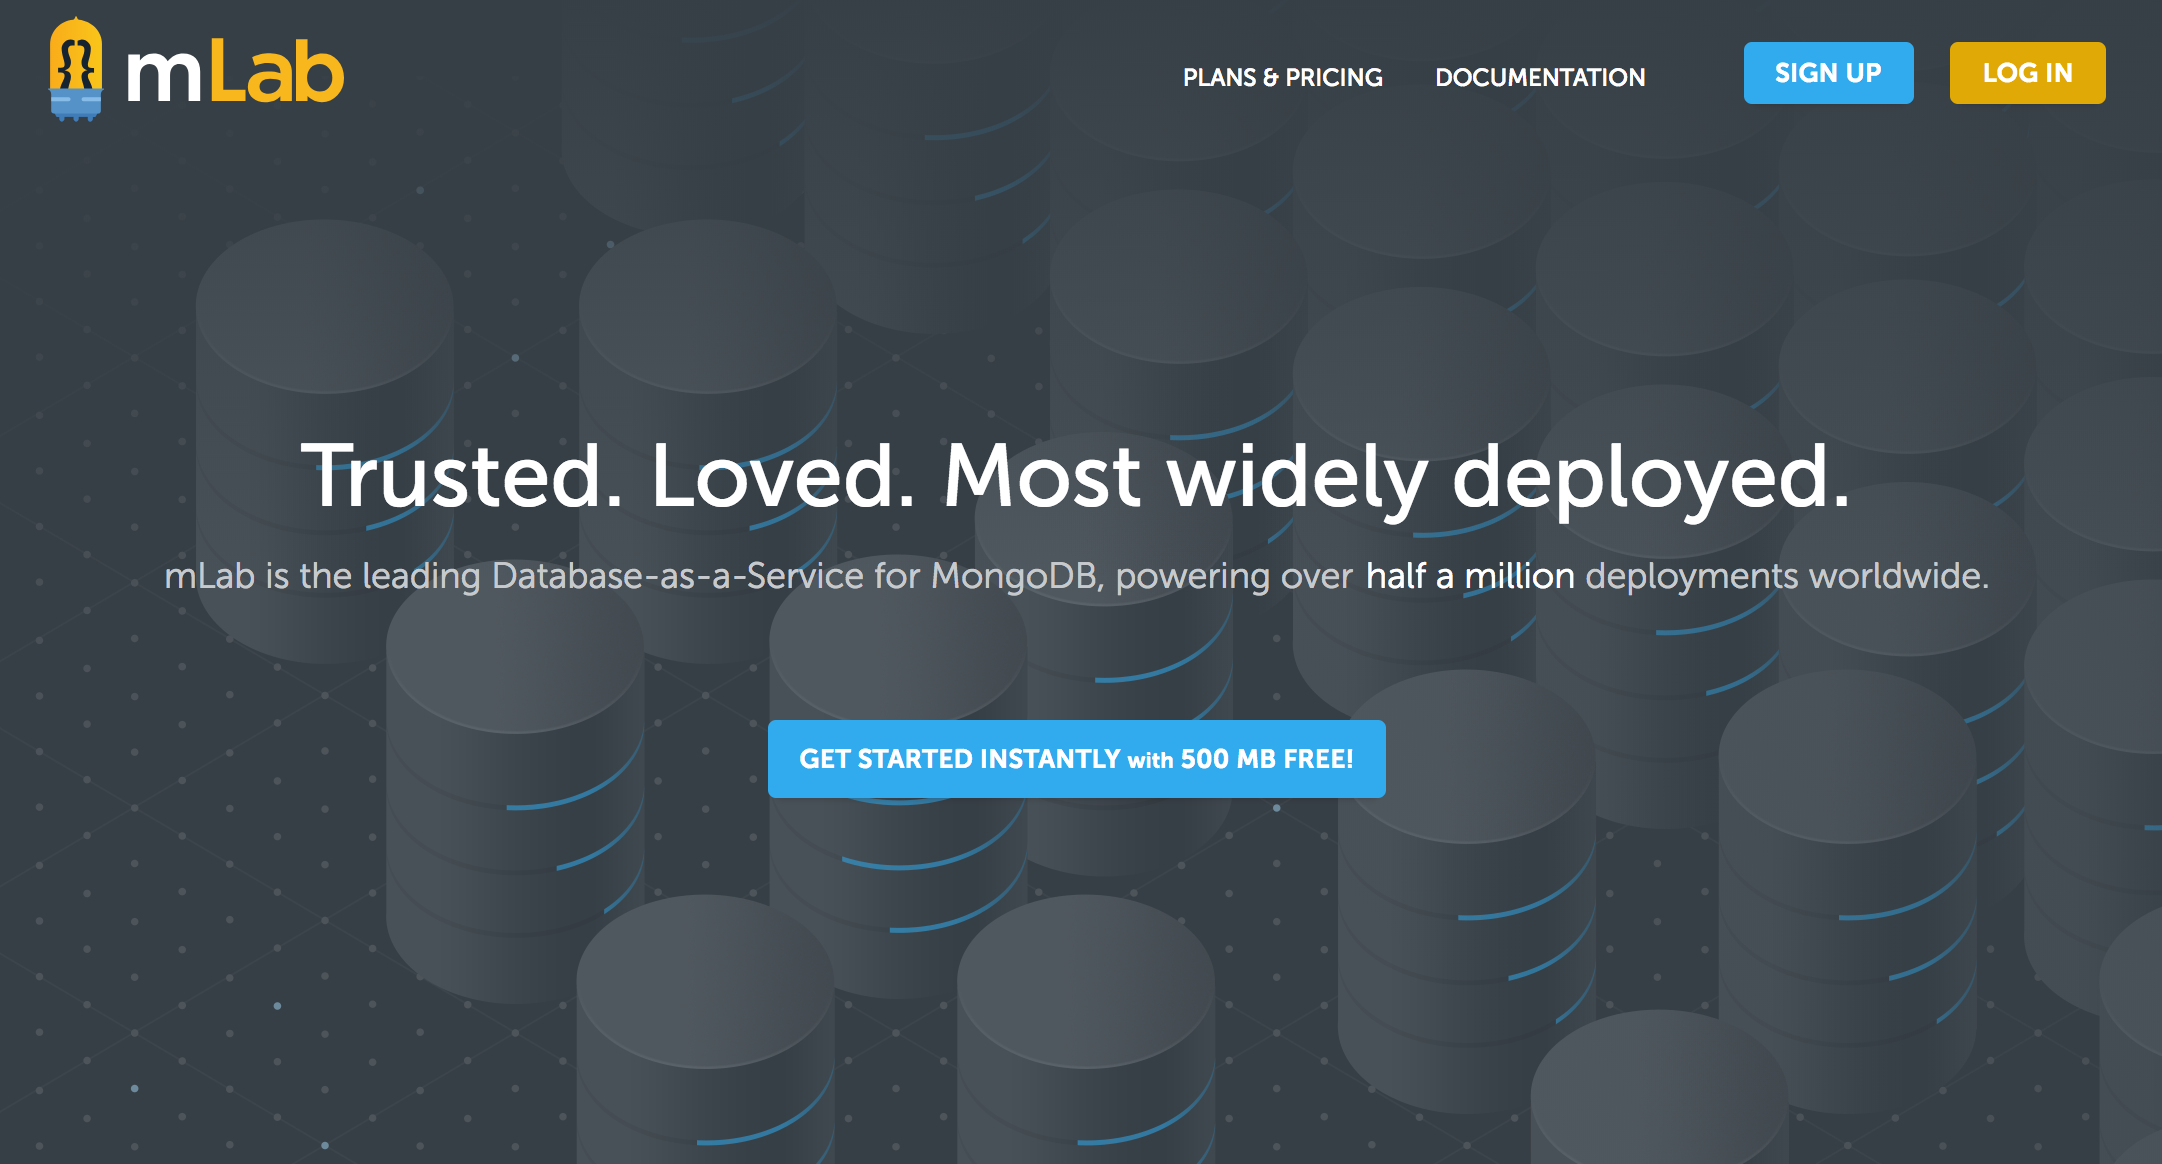 mLab
PLANS & PRICING
DOCUMENTATION
SIGN UP
LOG IN
Trusted. Loved. Most widely deployed.
mLab is the leading Database-as-a-Service for MongoDB, powering over half a million deployments worldwide.
GET STARTED INSTANTLY with 500 MB FREE!